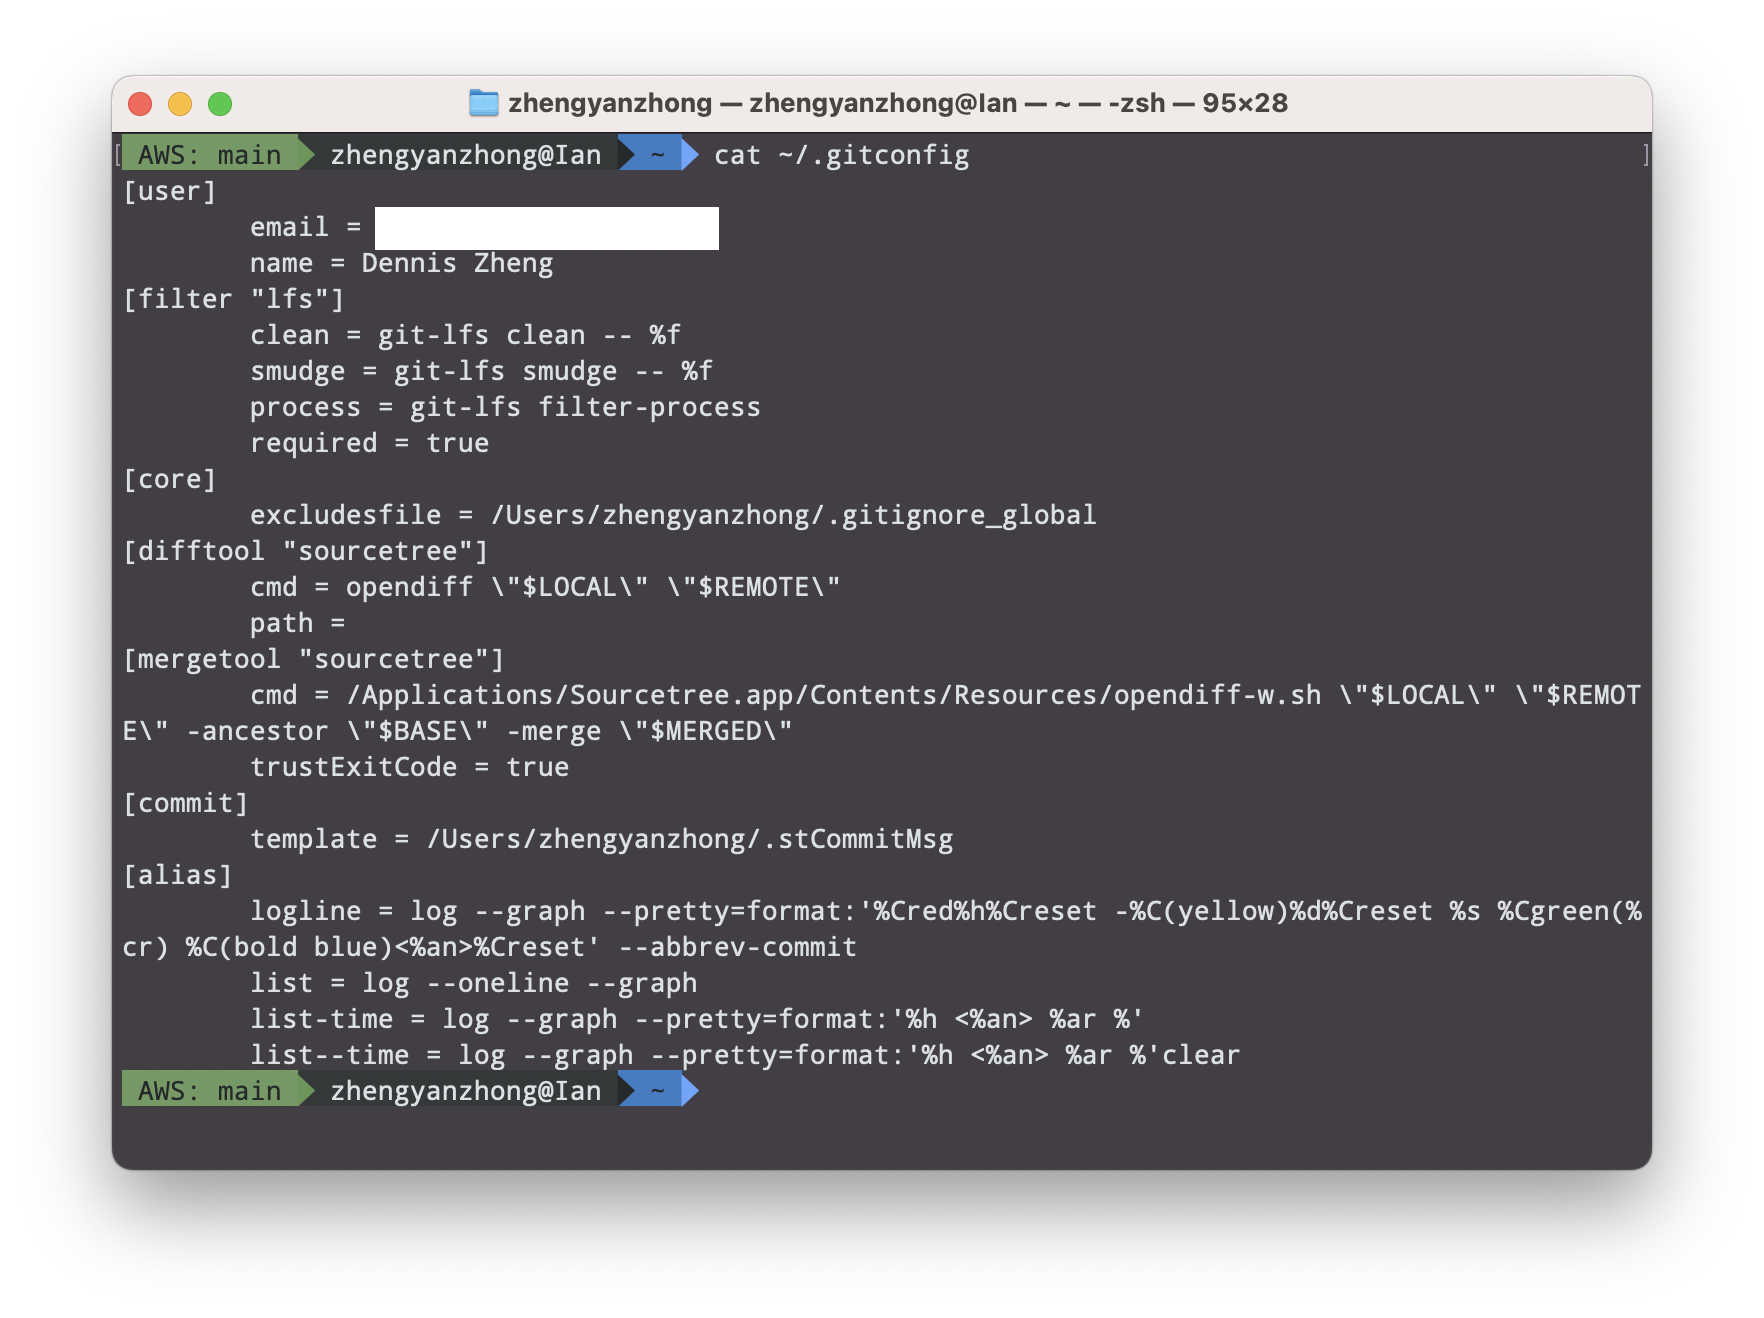 zhengyanzhong — zhengyanzhong@Ian — ~ — -zsh — 95×28
[ AWS: main zhengyanzhong@Ian ~ cat ~/.gitconfig ]
[user]
email =
name = Dennis Zheng
[filter "lfs"]
clean = git-lfs clean -- %f
smudge = git-lfs smudge -- %f
process = git-lfs filter-process
required = true
[core]
excludesfile = /Users/zhengyanzhong/.gitignore_global
[difftool "sourcetree"]
cmd = opendiff \"$LOCAL\" \"$REMOTE\"
path =
[mergetool "sourcetree"]
cmd = /Applications/Sourcetree.app/Contents/Resources/opendiff-w.sh \"$LOCAL\" \"$REMOT
E\" -ancestor \"$BASE\" -merge \"$MERGED\"
trustExitCode = true
[commit]
template = /Users/zhengyanzhong/.stCommitMsg
[alias]
logline = log --graph --pretty=format:'%Cred%h%Creset -%C(yellow)%d%Creset %s %Cgreen(%
cr) %C(bold blue)<%an>%Creset' --abbrev-commit
list = log --oneline --graph
list-time = log --graph --pretty=format:'%h <%an> %ar %'
list--time = log --graph --pretty=format:'%h <%an> %ar %'clear
AWS: main zhengyanzhong@Ian ~